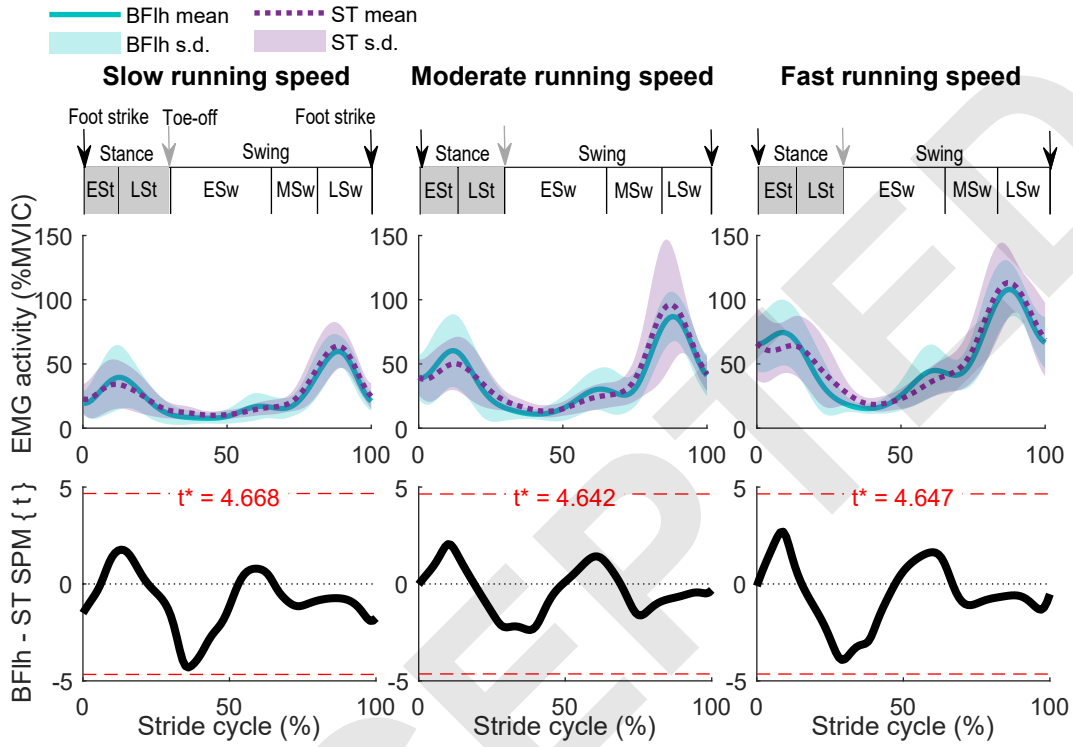 BFlh mean ST mean
BFlh s.d. ST s.d.
Slow running speed Moderate running speed Fast running speed
Foot strike Toe-off Foot strike
Stance Swing Stance Swing Stance Swing
ESt LSt ESw MSw LSw ESt LSt ESw MSw LSw ESt LSt ESw MSw LSw
EMG activity (%MVIC)
150 150 150
100 100 100
50 50 50
0 0 0
0 50 100 0 50 100 0 50 100
BFlh - ST SPM { t }
5 5 5
t* = 4.668 t* = 4.642 t* = 4.647
0 0 0
-5 -5 -5
0 50 100 0 50 100 0 50 100
Stride cycle (%) Stride cycle (%) Stride cycle (%)